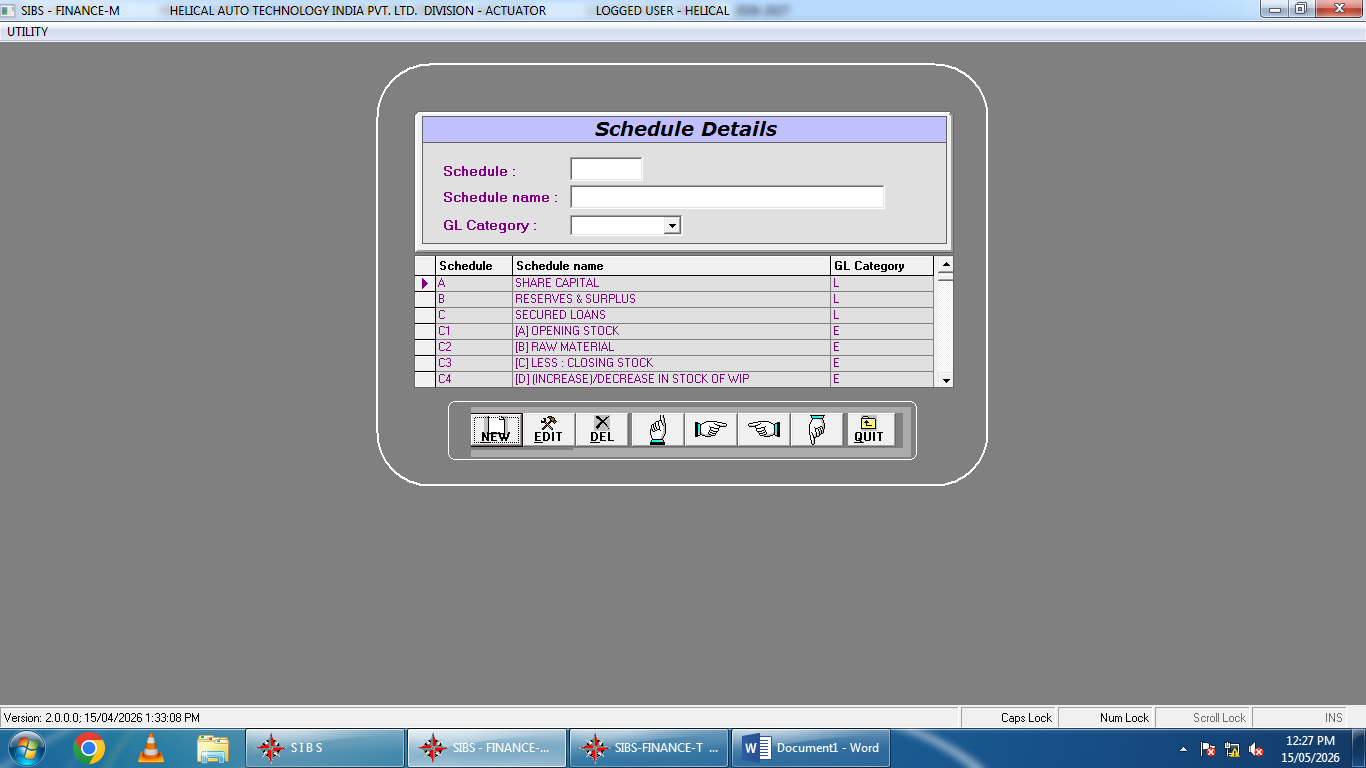 SIBS - FINANCE-M HELICAL AUTO TECHNOLOGY INDIA PVT. LTD. DIVISION - ACTUATOR LOGGED USER - HELICAL
UTILITY
Schedule Details
Schedule :
Schedule name :
GL Category :
Schedule Schedule name GL Category
A SHARE CAPITAL L
B RESERVES & SURPLUS L
C SECURED LOANS L
C1 [A] OPENING STOCK E
C2 [B] RAW MATERIAL E
C3 [C] LESS : CLOSING STOCK E
C4 [D] (INCREASE)/DECREASE IN STOCK OF WIP E
NEW EDIT DEL QUIT
Version: 2.0.0.0; 15/04/2026 1:33:08 PM Caps Lock Num Lock Scroll Lock INS
S I B S SIBS - FINANCE-... SIBS-FINANCE-T ... Document1 - Word 12:27 PM
15/05/2026